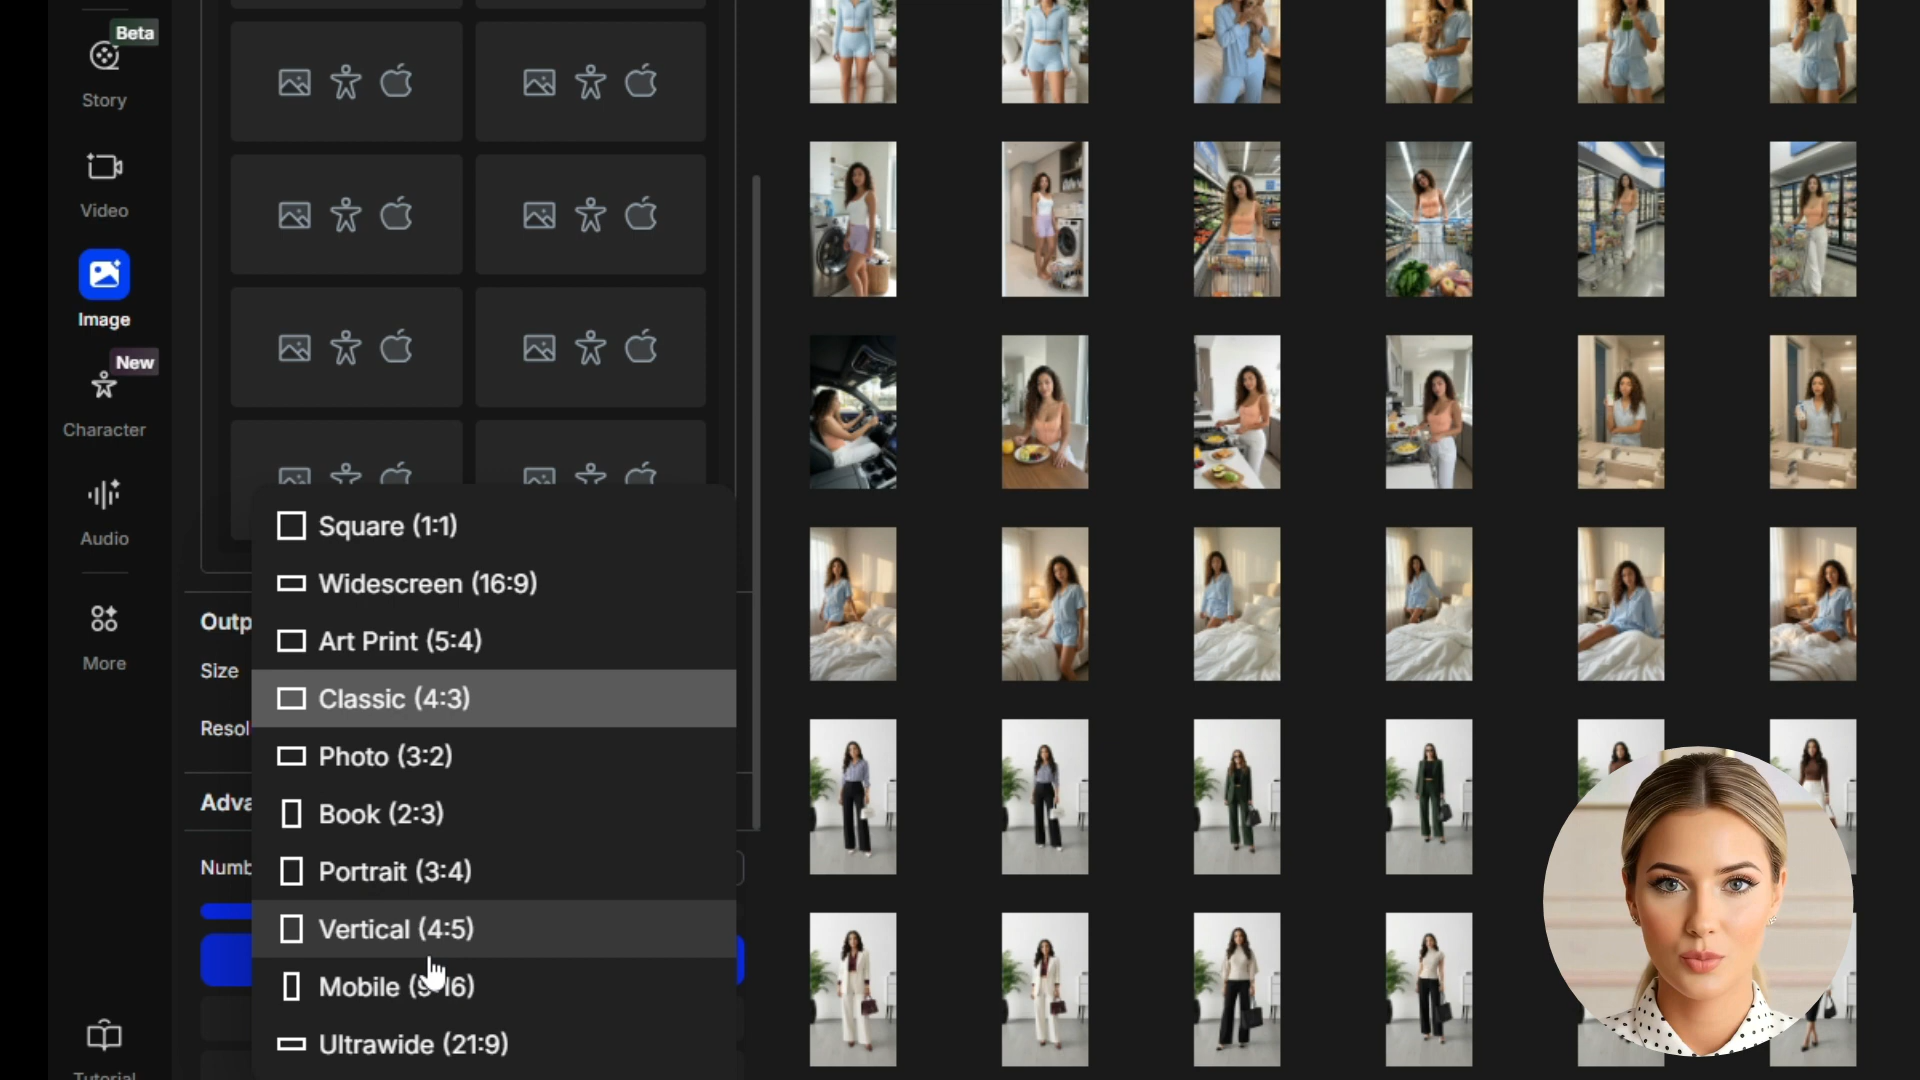 Beta
Story
Video
Image
New
Character
Audio
More
Tutorial
Square (1:1)
Widescreen (16:9)
Art Print (5:4)
Classic (4:3)
Photo (3:2)
Book (2:3)
Portrait (3:4)
Vertical (4:5)
Mobile (9:16)
Ultrawide (21:9)
Outp
Size
Resol
Adva
Numb